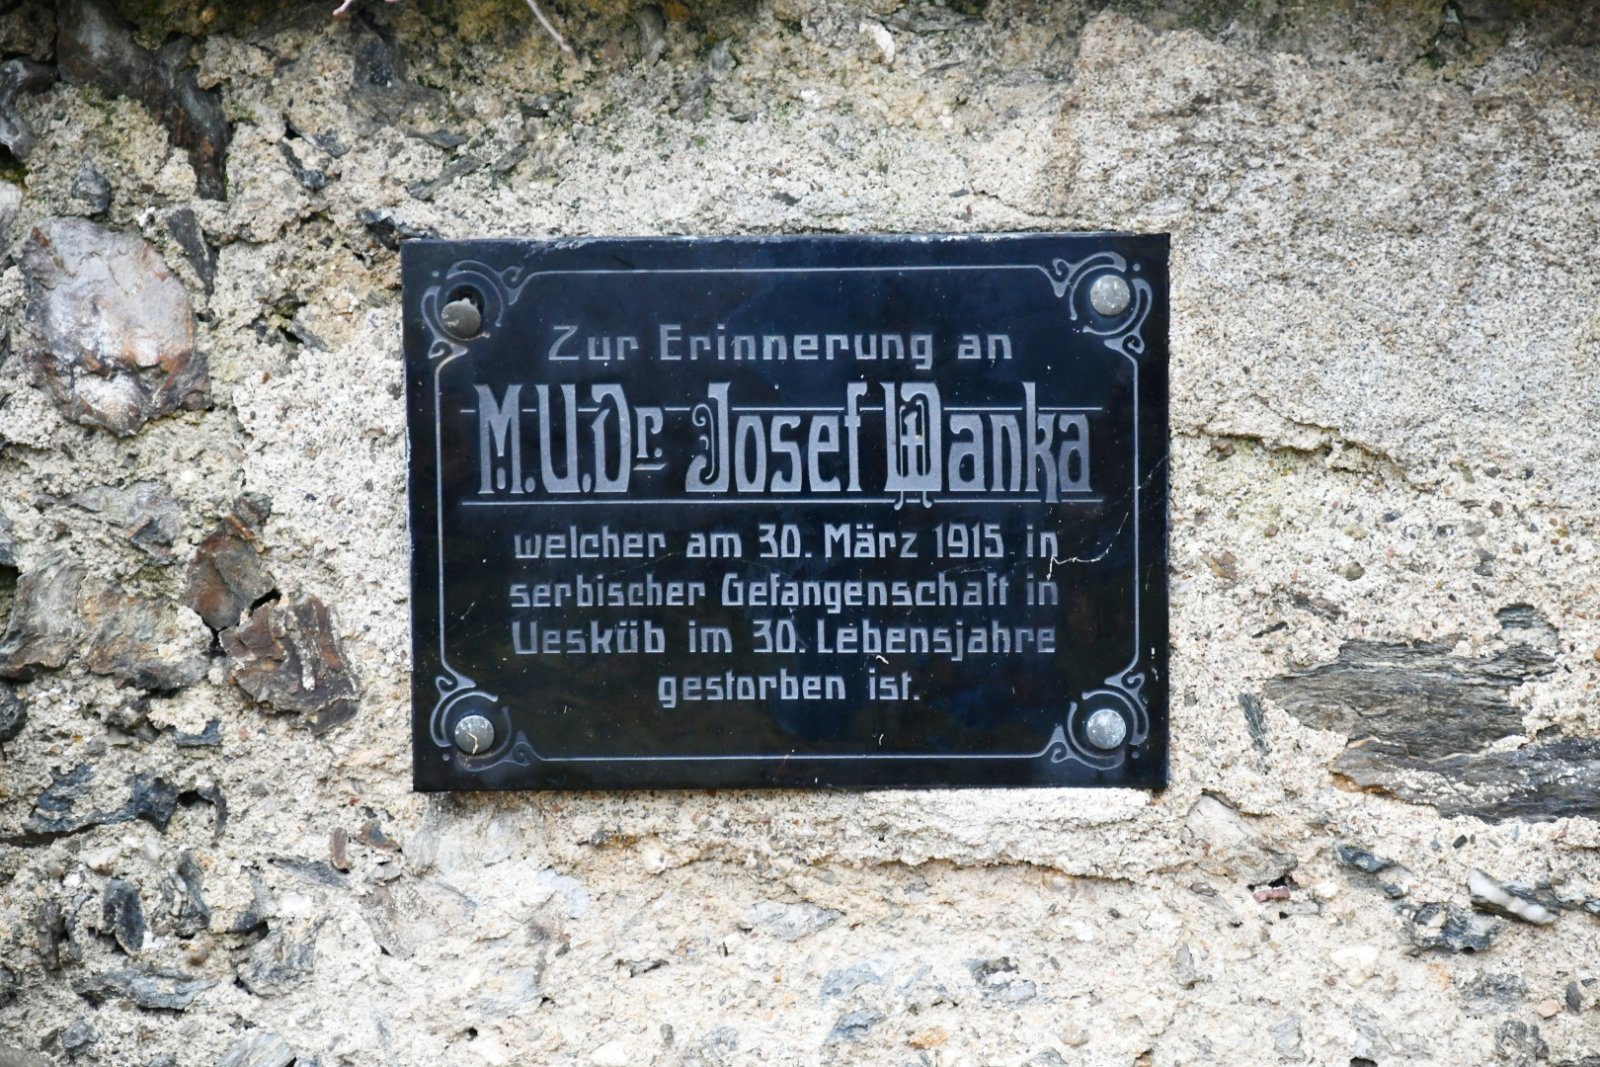 Zur Erinnerung an
M.U.Dr. Josef Wanka
welcher am 30. März 1915 in
serbischer Gefangenschaft in
Uesküb im 30. Lebensjahre
gestorben ist.